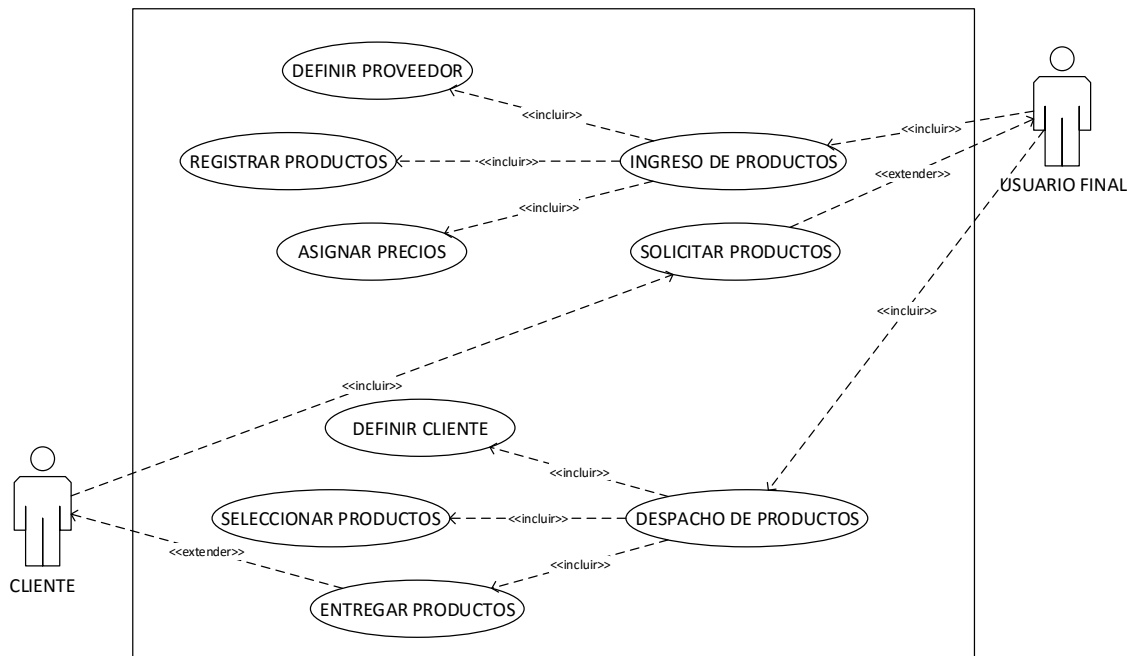 DEFINIR PROVEEDOR
<<incluir>>
<<incluir>>
REGISTRAR PRODUCTOS
<<incluir>>
INGRESO DE PRODUCTOS
<<extender>>
USUARIO FINAL
<<incluir>>
ASIGNAR PRECIOS
SOLICITAR PRODUCTOS
<<incluir>>
<<incluir>>
DEFINIR CLIENTE
<<incluir>>
SELECCIONAR PRODUCTOS
<<incluir>>
DESPACHO DE PRODUCTOS
<<extender>>
<<incluir>>
CLIENTE
ENTREGAR PRODUCTOS